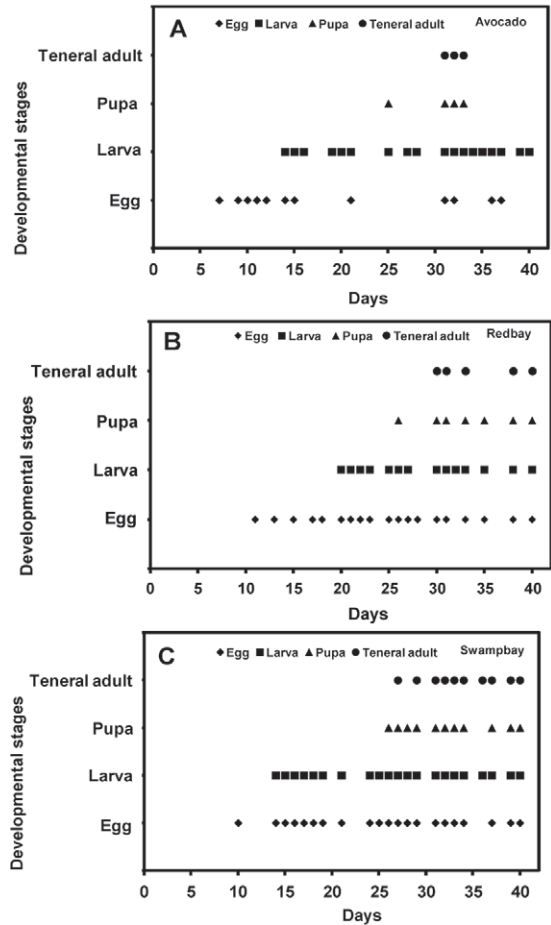 A ◆Egg ■Larva ▲Pupa ●Teneral adult Avocado
Teneral adult
Pupa
Larva
Egg
Developmental stages
0 5 10 15 20 25 30 35 40
Days
B ◆Egg ■Larva ▲Pupa ●Teneral adult Redbay
Teneral adult
Pupa
Larva
Egg
Developmental stages
0 5 10 15 20 25 30 35 40
Days
C ◆Egg ■Larva ▲Pupa ●Teneral adult Swampbay
Teneral adult
Pupa
Larva
Egg
Developmental stages
0 5 10 15 20 25 30 35 40
Days